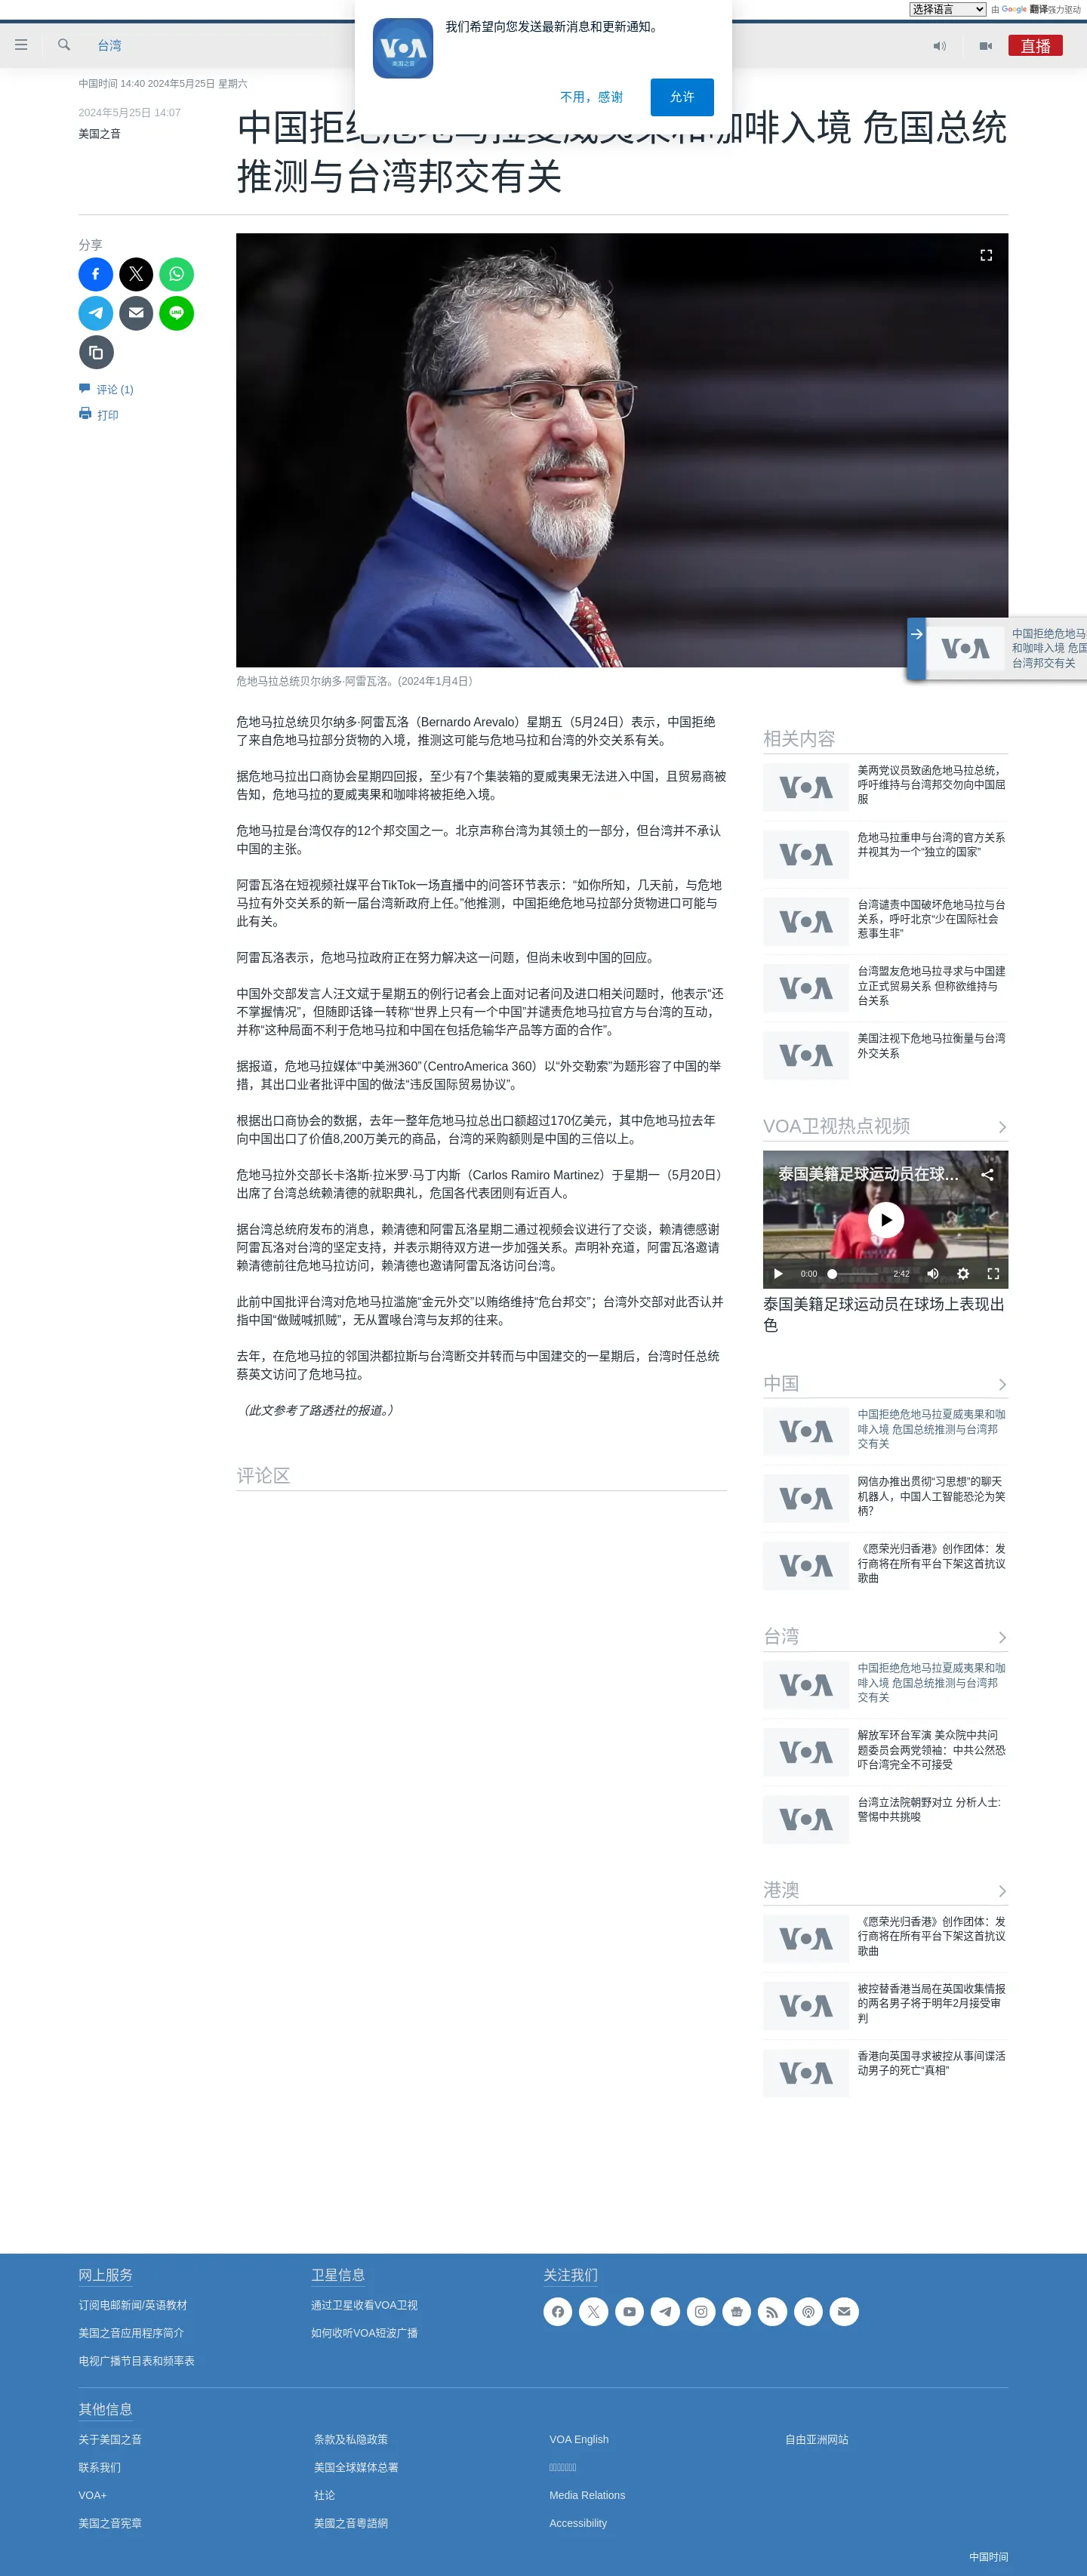 选择语言 由 Google 翻译强力驱动
VOA
美国之音
我们希望向您发送最新消息和更新通知。
不用，感谢
允许
台湾
直播
中国时间 14:40 2024年5月25日 星期六
2024年5月25日 14:07
美国之音
中国拒绝危地马拉夏威夷果和咖啡入境 危国总统
推测与台湾邦交有关
分享
评论 (1)
打印
中国拒绝危地马
和咖啡入境 危国
台湾邦交有关
VOA
危地马拉总统贝尔纳多·阿雷瓦洛。(2024年1月4日）
危地马拉总统贝尔纳多·阿雷瓦洛（Bernardo Arevalo）星期五（5月24日）表示，中国拒绝
了来自危地马拉部分货物的入境，推测这可能与危地马拉和台湾的外交关系有关。
据危地马拉出口商协会星期四回报，至少有7个集装箱的夏威夷果无法进入中国，且贸易商被
告知，危地马拉的夏威夷果和咖啡将被拒绝入境。
危地马拉是台湾仅存的12个邦交国之一。北京声称台湾为其领土的一部分，但台湾并不承认
中国的主张。
阿雷瓦洛在短视频社媒平台TikTok一场直播中的问答环节表示：“如你所知，几天前，与危地
马拉有外交关系的新一届台湾新政府上任。”他推测，中国拒绝危地马拉部分货物进口可能与
此有关。
阿雷瓦洛表示，危地马拉政府正在努力解决这一问题，但尚未收到中国的回应。
中国外交部发言人汪文斌于星期五的例行记者会上面对记者问及进口相关问题时，他表示“还
不掌握情况”，但随即话锋一转称“世界上只有一个中国”并谴责危地马拉官方与台湾的互动，
并称“这种局面不利于危地马拉和中国在包括危输华产品等方面的合作”。
据报道，危地马拉媒体“中美洲360”（CentroAmerica 360）以“外交勒索”为题形容了中国的举
措，其出口业者批评中国的做法“违反国际贸易协议”。
根据出口商协会的数据，去年一整年危地马拉总出口额超过170亿美元，其中危地马拉去年
向中国出口了价值8,200万美元的商品，台湾的采购额则是中国的三倍以上。
危地马拉外交部长卡洛斯·拉米罗·马丁内斯（Carlos Ramiro Martinez）于星期一（5月20日）
出席了台湾总统赖清德的就职典礼，危国各代表团则有近百人。
据台湾总统府发布的消息，赖清德和阿雷瓦洛星期二通过视频会议进行了交谈，赖清德感谢
阿雷瓦洛对台湾的坚定支持，并表示期待双方进一步加强关系。声明补充道，阿雷瓦洛邀请
赖清德前往危地马拉访问，赖清德也邀请阿雷瓦洛访问台湾。
此前中国批评台湾对危地马拉滥施“金元外交”以贿络维持“危台邦交”；台湾外交部对此否认并
指中国“做贼喊抓贼”，无从置喙台湾与友邦的往来。
去年，在危地马拉的邻国洪都拉斯与台湾断交并转而与中国建交的一星期后，台湾时任总统
蔡英文访问了危地马拉。
（此文参考了路透社的报道。）
评论区
相关内容
VOA
美两党议员致函危地马拉总统，
呼吁维持与台湾邦交勿向中国屈
服
VOA
危地马拉重申与台湾的官方关系
并视其为一个“独立的国家”
VOA
台湾谴责中国破坏危地马拉与台
关系，呼吁北京“少在国际社会
惹事生非”
VOA
台湾盟友危地马拉寻求与中国建
立正式贸易关系 但称欲维持与
台关系
VOA
美国注视下危地马拉衡量与台湾
外交关系
VOA卫视热点视频
泰国美籍足球运动员在球...
0:00
2:42
泰国美籍足球运动员在球场上表现出
色
中国
VOA
中国拒绝危地马拉夏威夷果和咖
啡入境 危国总统推测与台湾邦
交有关
VOA
网信办推出贯彻“习思想”的聊天
机器人，中国人工智能恐沦为笑
柄？
VOA
《愿荣光归香港》创作团体：发
行商将在所有平台下架这首抗议
歌曲
台湾
VOA
中国拒绝危地马拉夏威夷果和咖
啡入境 危国总统推测与台湾邦
交有关
VOA
解放军环台军演 美众院中共问
题委员会两党领袖：中共公然恐
吓台湾完全不可接受
VOA
台湾立法院朝野对立 分析人士:
警惕中共挑唆
港澳
VOA
《愿荣光归香港》创作团体：发
行商将在所有平台下架这首抗议
歌曲
VOA
被控替香港当局在英国收集情报
的两名男子将于明年2月接受审
判
VOA
香港向英国寻求被控从事间谍活
动男子的死亡“真相”
网上服务
订阅电邮新闻/英语教材
美国之音应用程序简介
电视广播节目表和频率表
卫星信息
通过卫星收看VOA卫视
如何收听VOA短波广播
关注我们
其他信息
关于美国之音
联系我们
VOA+
美国之音宪章
条款及私隐政策
美国全球媒体总署
社论
美國之音粵語網
VOA English
Media Relations
Accessibility
自由亚洲网站
中国时间